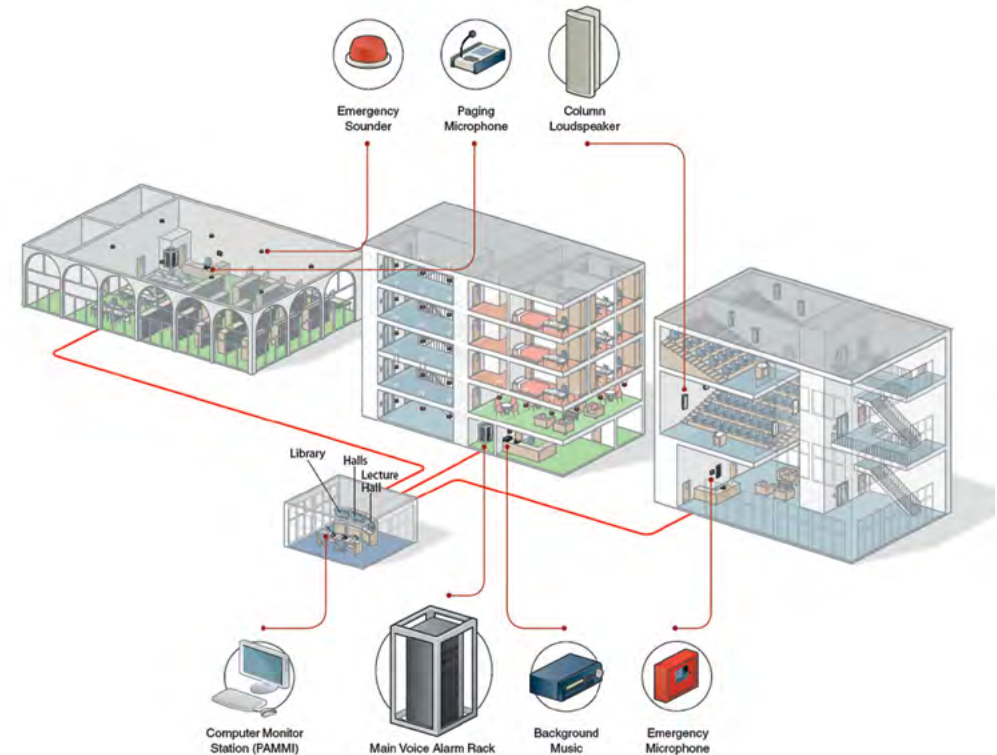 Emergency
Sounder
Paging
Microphone
Column
Loudspeaker
Library
Halls
Lecture
Hall
Computer Monitor
Station (PAMMI)
Main Voice Alarm Rack
Background
Music
Emergency
Microphone